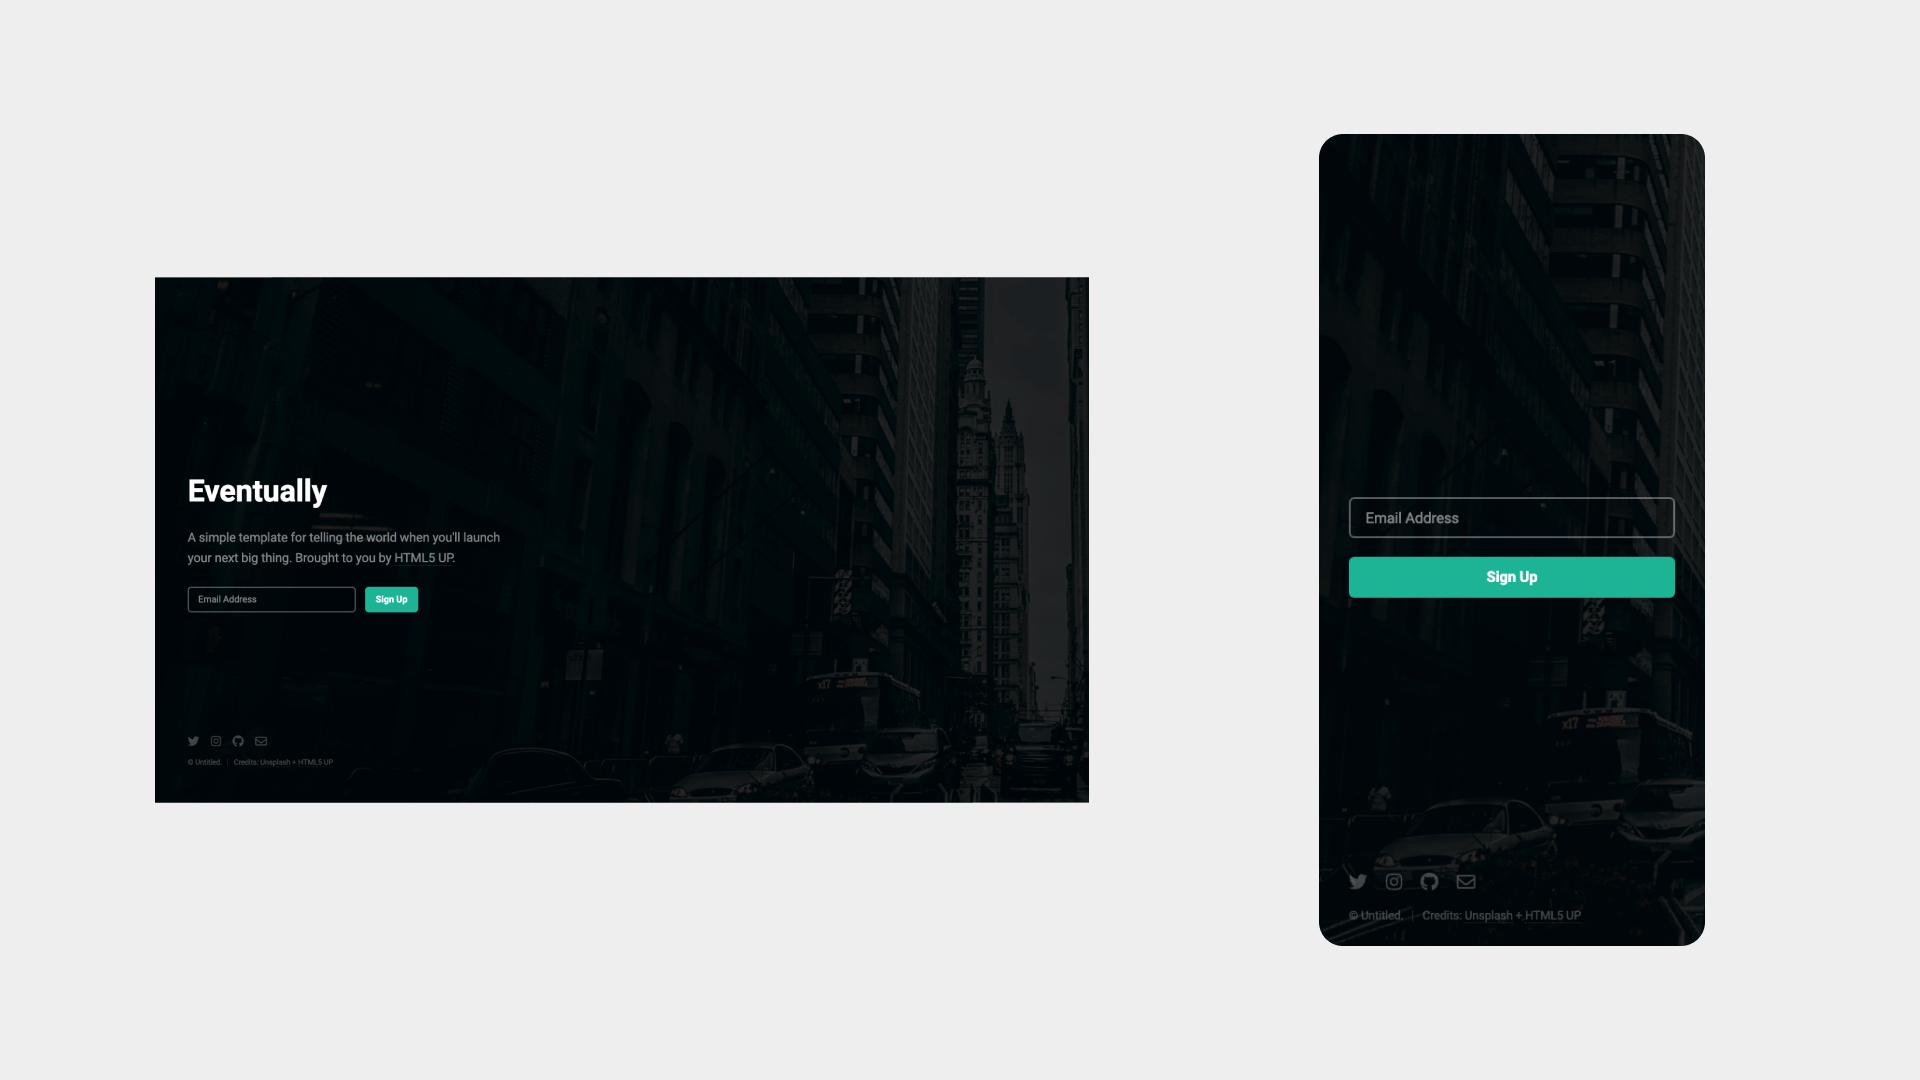 Eventually
A simple template for telling the world when you'll launch
your next big thing. Brought to you by HTML5 UP.
Email Address
Sign Up
x17
© Untitled. | Credits: Unsplash + HTML5 UP
Email Address
Sign Up
x17
© Untitled. | Credits: Unsplash + HTML5 UP